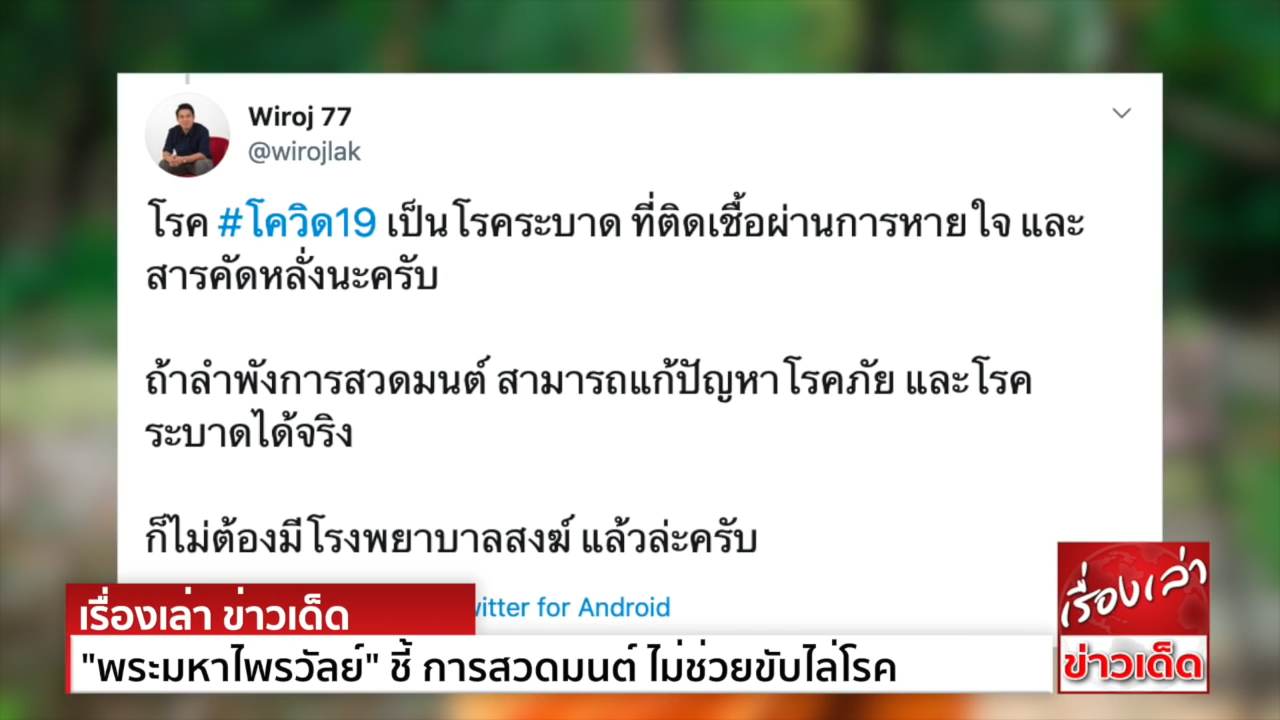 Wiroj 77
@wirojlak
โรค #โควิด19 เป็นโรคระบาด ที่ติดเชื้อผ่านการหายใจ และ
สารคัดหลั่งนะครับ
ถ้าลำพังการสวดมนต์ สามารถแก้ปัญหาโรคภัย และโรค
ระบาดได้จริง
ก็ไม่ต้องมีโรงพยาบาลสงฆ์ แล้วล่ะครับ
for Android
เรื่องเล่า ข่าวเด็ด
"พระมหาไพรวัลย์" ชี้ การสวดมนต์ ไม่ช่วยขับไล่โรค
เรื่องเล่า
ข่าวเด็ด